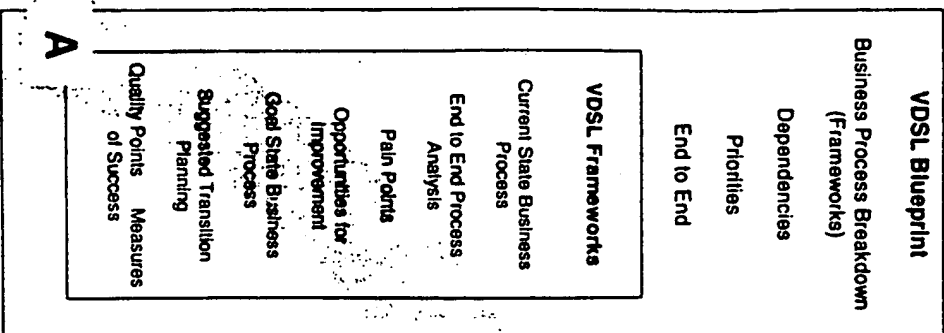 VDSL Blueprint
Business Process Breakdown
(Frameworks)
Dependencies
Priorities
End to End
VDSL Frameworks
Current State Business
Process
End to End Process
Analysis
Pain Points
Opportunities for
Improvement
Goal State Business
Process
Suggested Transition
Planning
Quality Points Measures
of Success
A